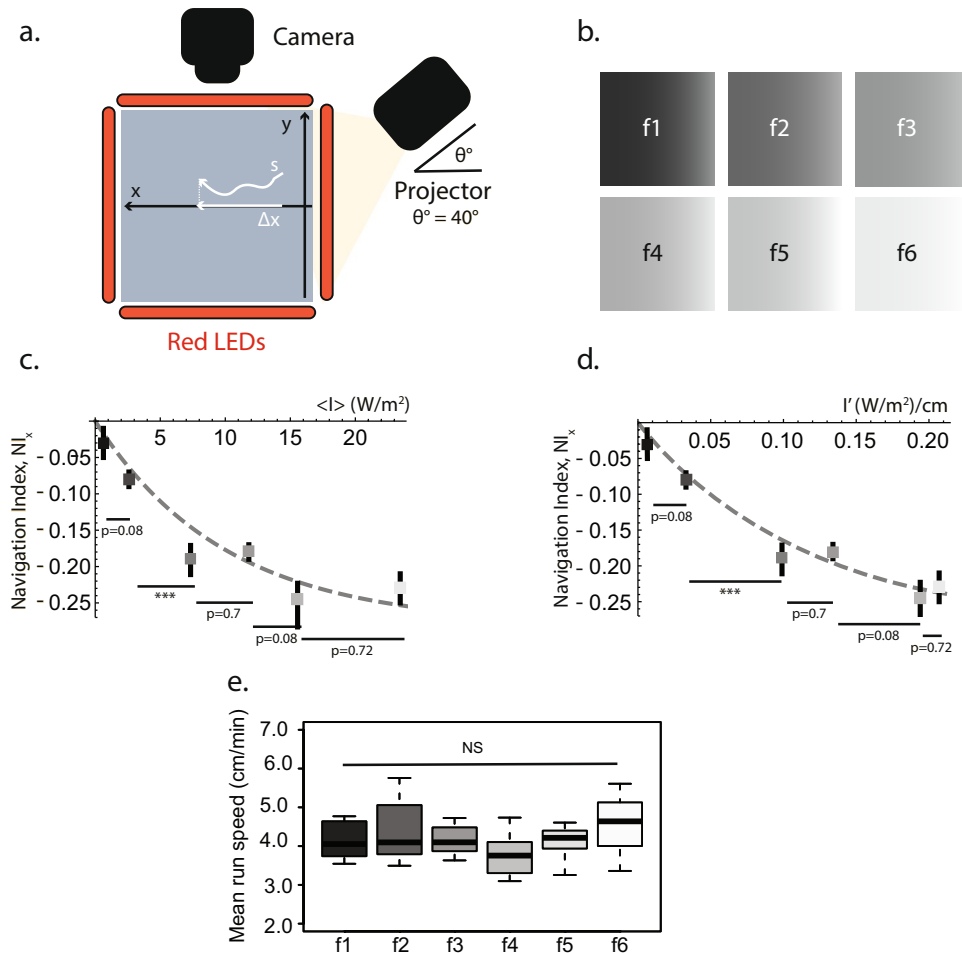 a.
Camera
y
s
x
Δx
θ°
Projector
θ° = 40°
Red LEDs
b.
f1 f2 f3
f4 f5 f6
c.
<I> (W/m²)
5 10 15 20
Navigation Index, NIₓ
- 0.05
- 0.10
- 0.15
- 0.20
- 0.25
p=0.08
***
p=0.7
p=0.08
p=0.72
d.
I' (W/m²)/cm
0.05 0.10 0.15 0.20
Navigation Index, NIₓ
- 0.05
- 0.10
- 0.15
- 0.20
- 0.25
p=0.08
***
p=0.7
p=0.08
p=0.72
e.
Mean run speed (cm/min)
7.0
6.0
5.0
4.0
3.0
2.0
NS
f1 f2 f3 f4 f5 f6